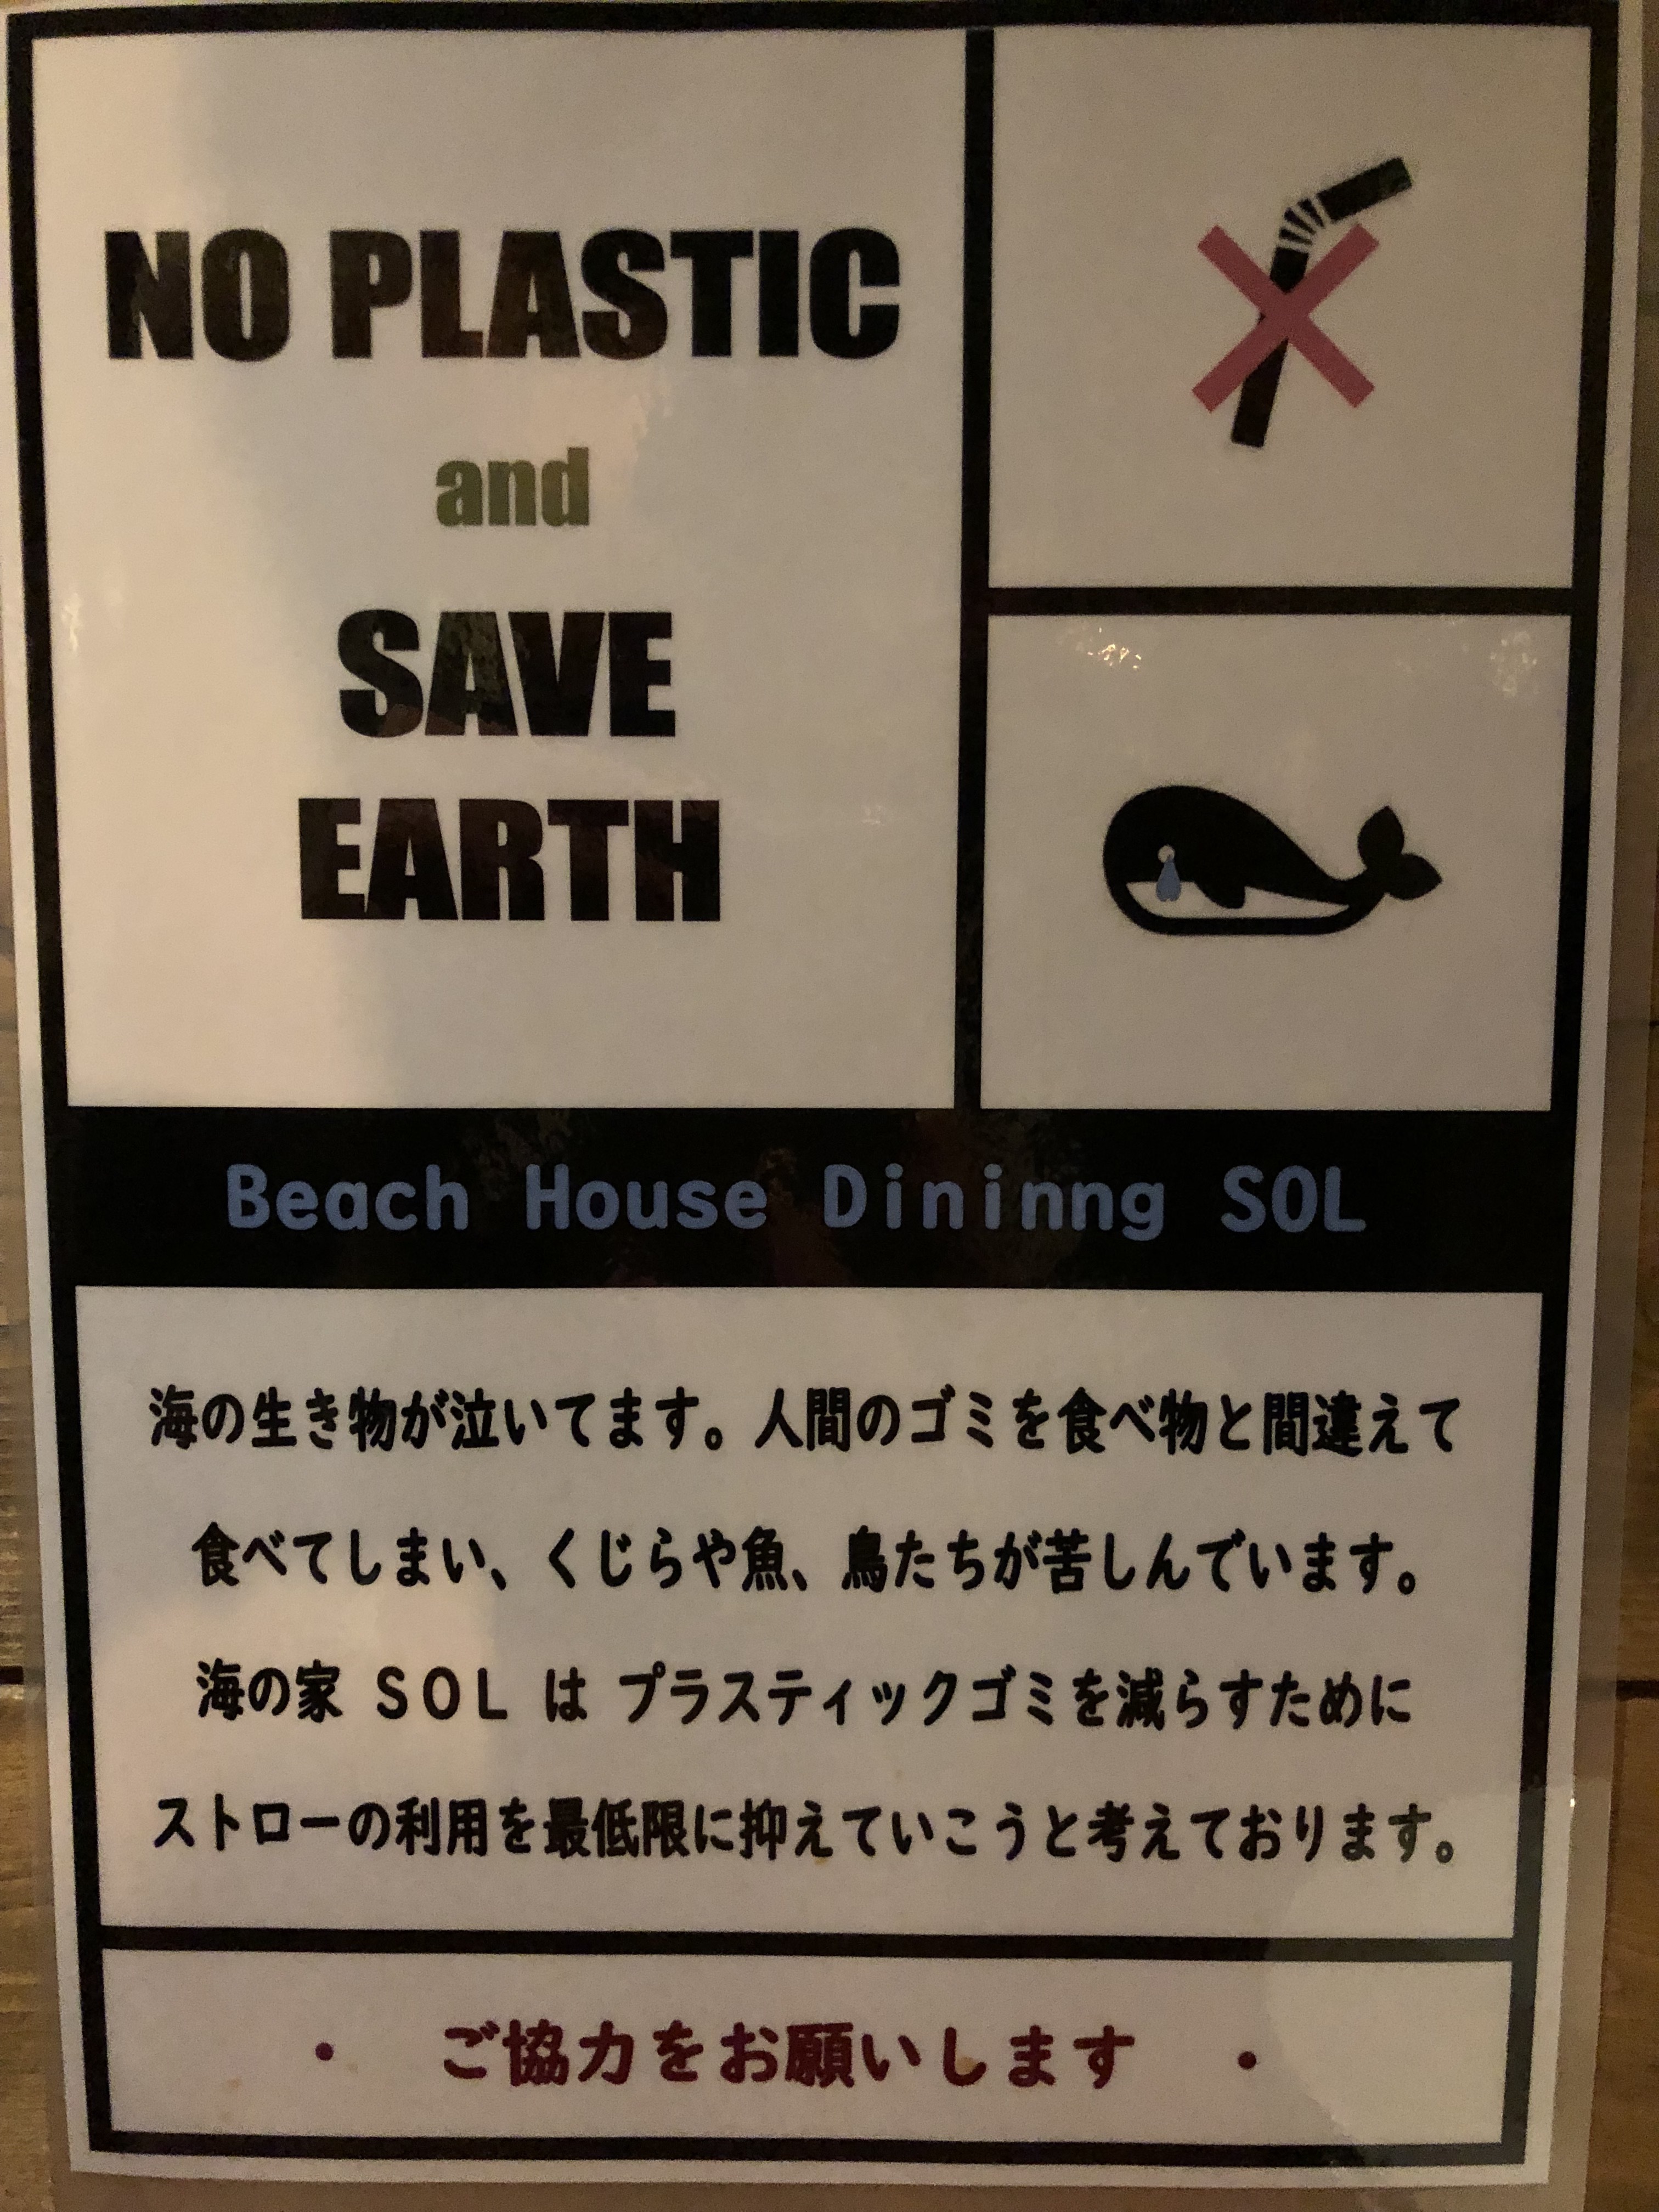 NO PLASTIC
and
SAVE
EARTH
Beach House Dininng SOL
海の生き物が泣いてます。人間のゴミを食べ物と間違えて
食べてしまい、くじらや魚、鳥たちが苦しんでいます。
海の家 SOL は プラスティックゴミを減らすために
ストローの利用を最低限に抑えていこうと考えております。
・ ご協力をお願いします ・